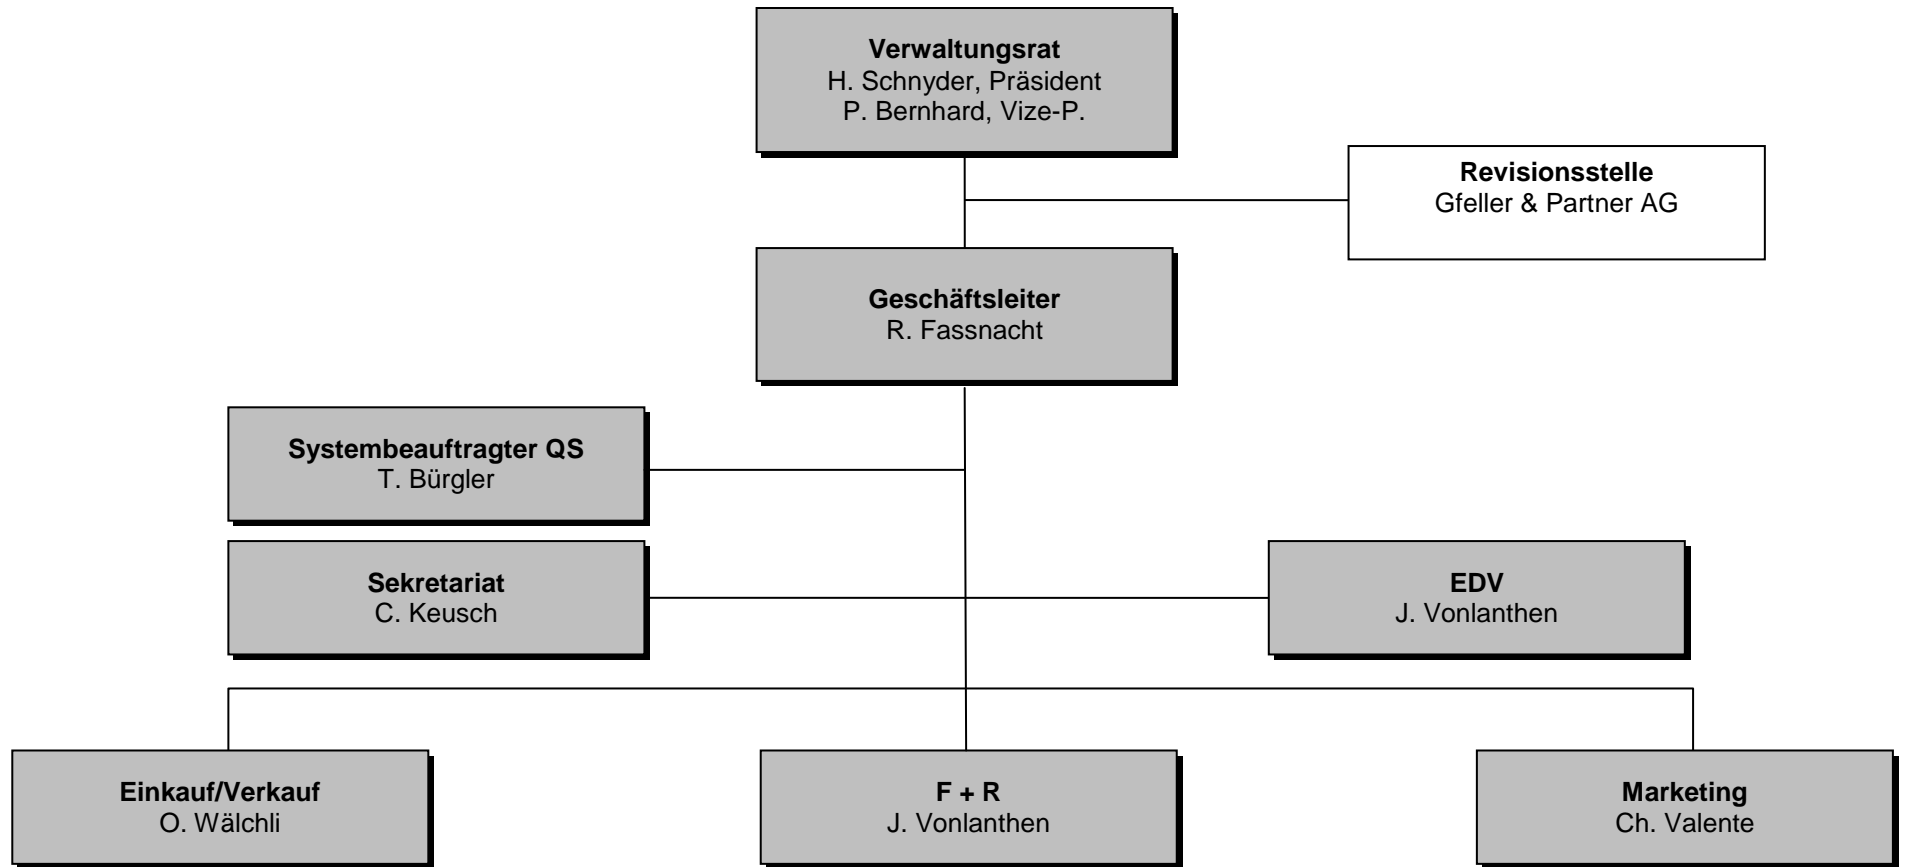 Verwaltungsrat
H. Schnyder, Präsident
P. Bernhard, Vize-P.
Revisionsstelle
Gfeller & Partner AG
Geschäftsleiter
R. Fassnacht
Systembeauftragter QS
T. Bürgler
Sekretariat
C. Keusch
EDV
J. Vonlanthen
Einkauf/Verkauf
O. Wälchli
F + R
J. Vonlanthen
Marketing
Ch. Valente